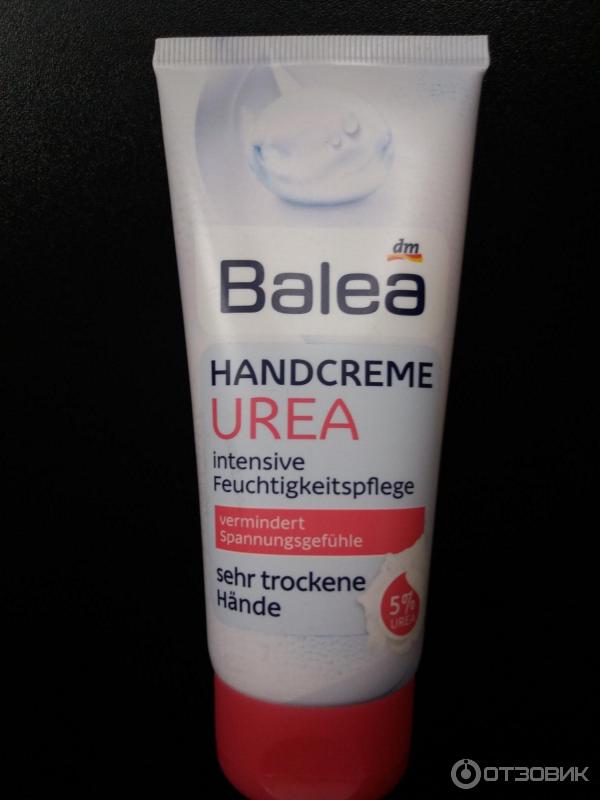 dm
Balea
HANDCREME
UREA
intensive
Feuchtigkeitspflege
vermindert
Spannungsgefühle
sehr trockene
Hände
5%
UREA
ОТЗОВИК